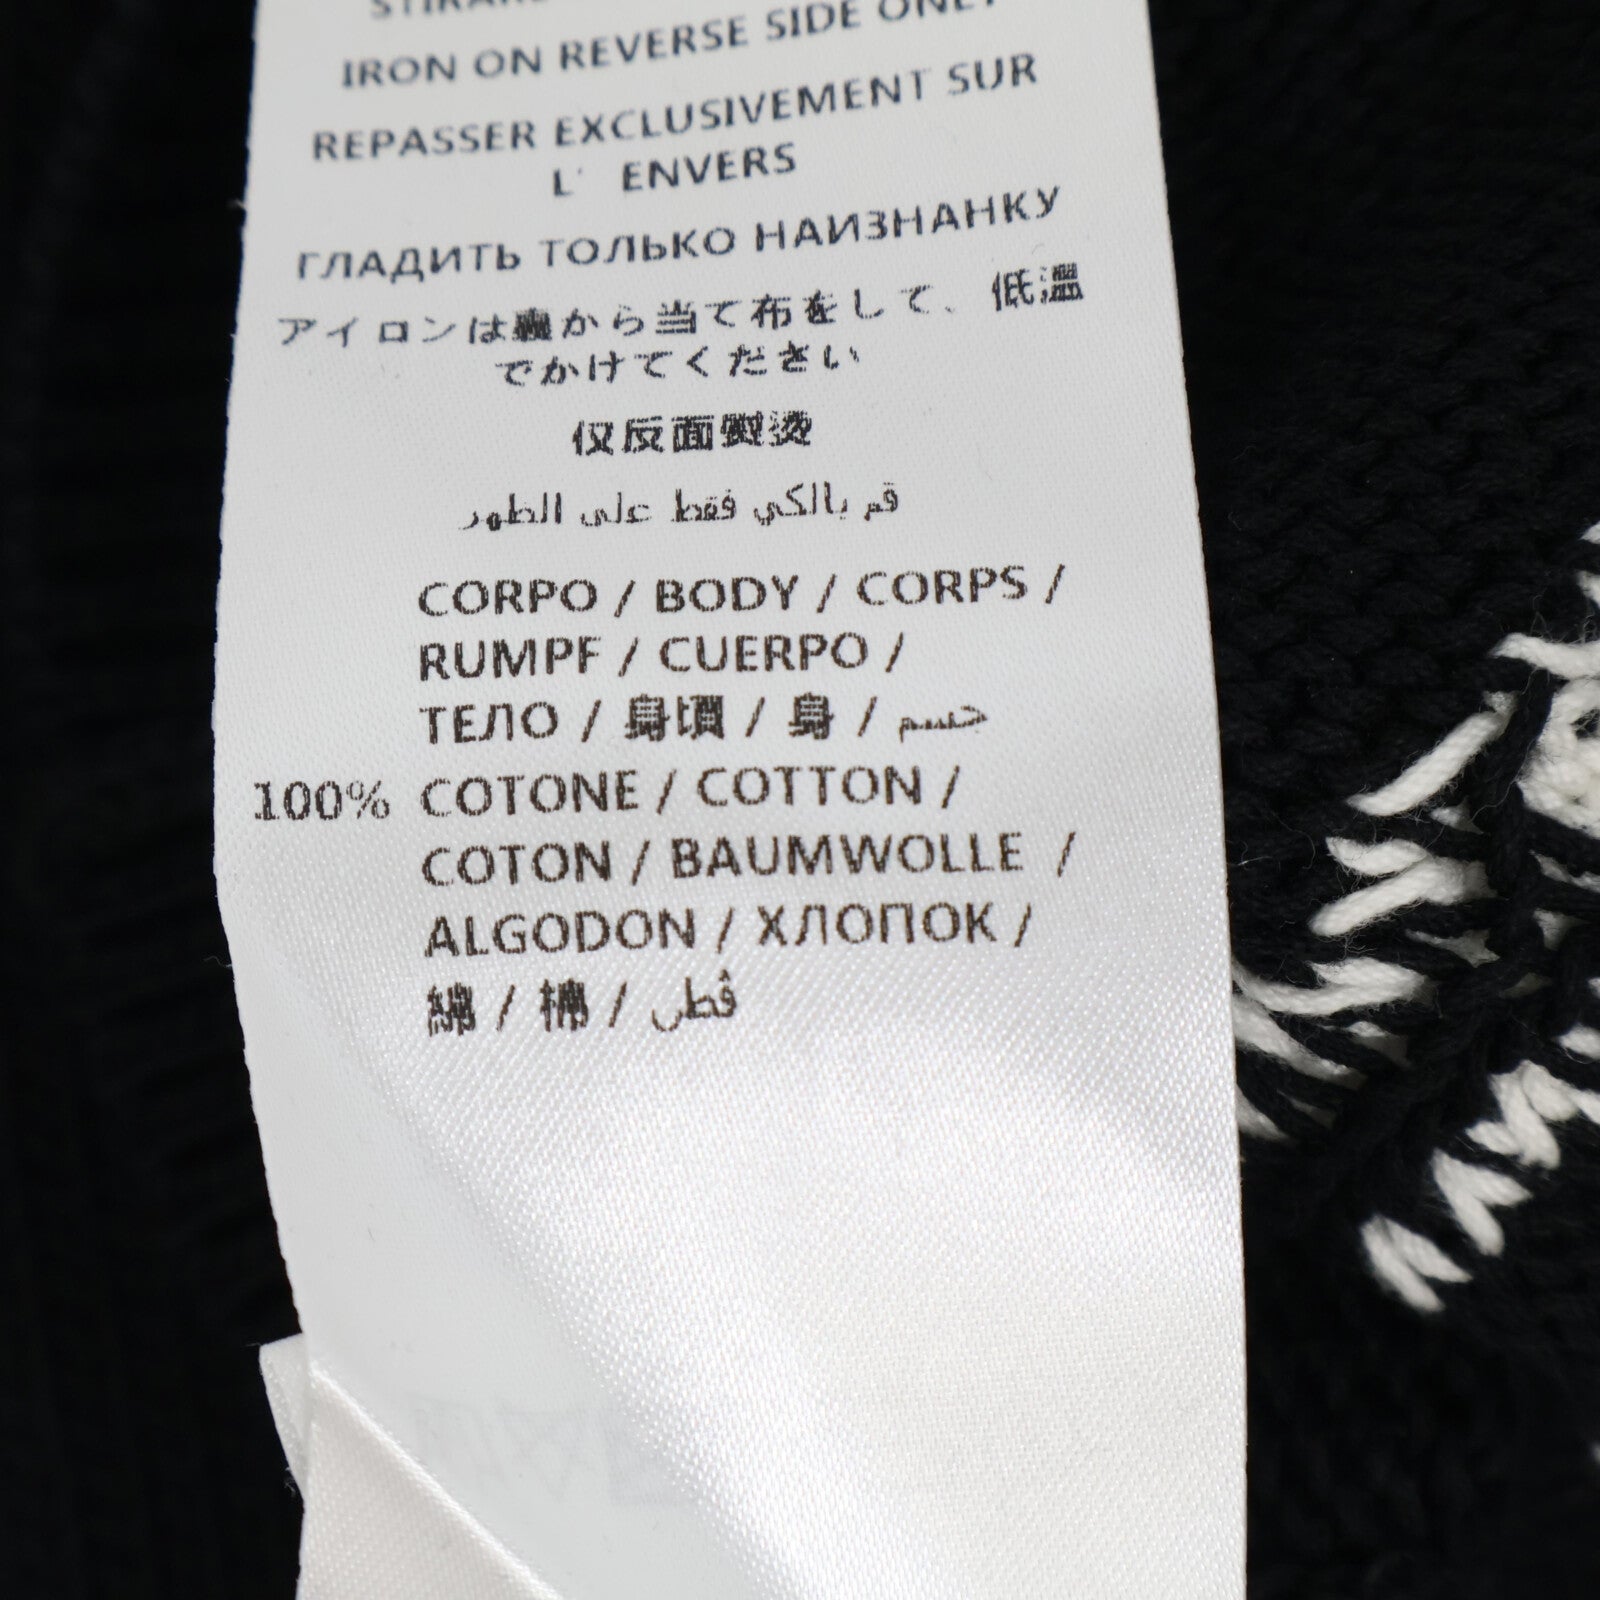 IRON ON REVERSE SIDE ONLY
REPASSER EXCLUSIVEMENT SUR
L' ENVERS
ГЛАДИТЬ ТОЛЬКО НАИЗНАНКУ
アイロンは裏から当て布をして、低温
でかけてください
仅反面熨烫
قم بالكي فقط على الظهر
CORPO / BODY / CORPS /
RUMPF / CUERPO /
ТЕЛО / 身頃 / 身 / جسم
100% COTONE / COTTON /
COTON / BAUMWOLLE /
ALGODON / ХЛОПОК /
綿 / 棉 / قطن